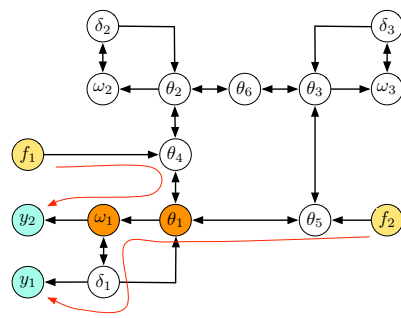 δ₂ δ₃
ω₂ θ₂ θ₆ θ₃ ω₃
f₁ θ₄
y₂ ω₁ θ₁ θ₅ f₂
y₁ δ₁